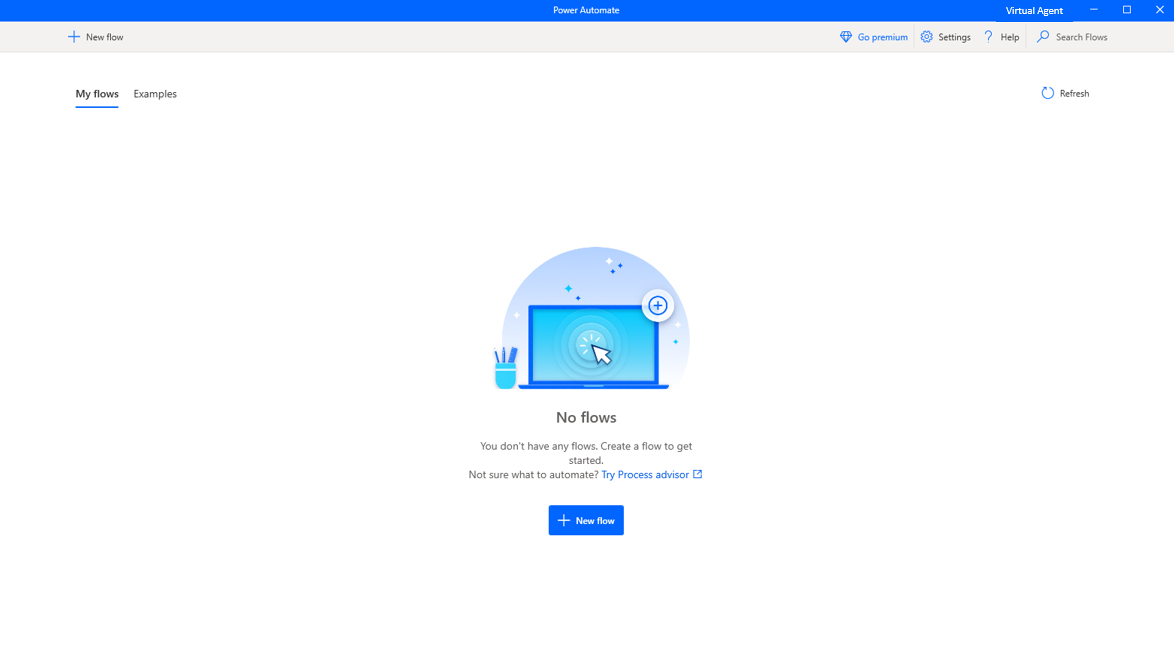 Power Automate
Virtual Agent
New flow
Go premium
Settings
Help
Search Flows
My flows
Examples
Refresh
No flows
You don't have any flows. Create a flow to get
started.
Not sure what to automate? Try Process advisor
New flow